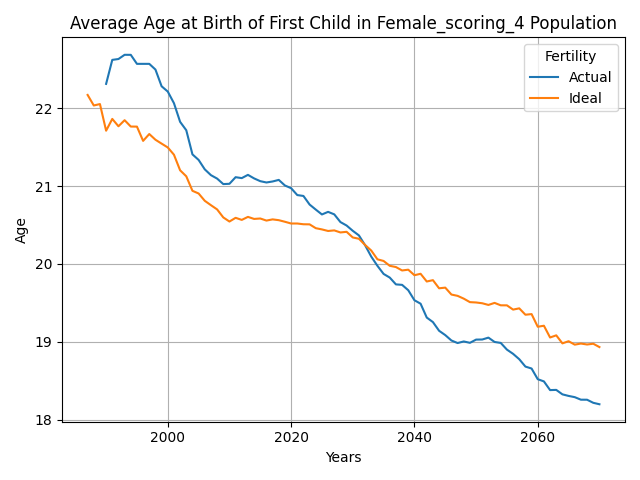 Average Age at Birth of First Child in Female_scoring_4 Population
Fertility
Actual
Ideal
22
21
20
19
18
Age
2000
2020
2040
2060
Years